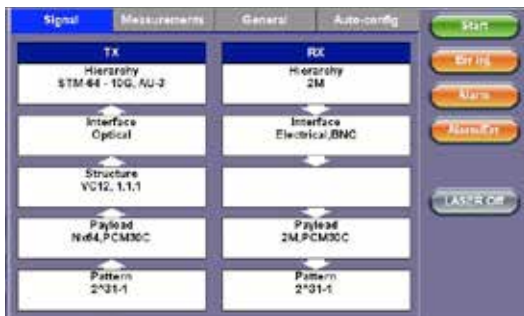 Signal Measurements General Auto-config
Start
TX RX
Err Inj
Hierarchy
STM-64 - 10G, AU-3
Hierarchy
2M
Alarm
Interface
Optical
Interface
Electrical,BNC
Alarm/Err
Structure
VC12, 1.1.1
LASER Off
Payload
Nx64,PCM30C
Payload
2M,PCM30C
Pattern
2^31-1
Pattern
2^31-1